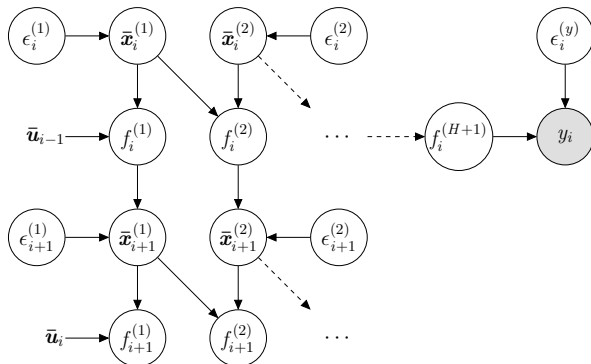 ϵ_i^{(1)} x̄_i^{(1)} x̄_i^{(2)} ϵ_i^{(2)} ϵ_i^{(y)}
ū_{i−1} f_i^{(1)} f_i^{(2)} ⋯ f_i^{(H+1)} y_i
ϵ_{i+1}^{(1)} x̄_{i+1}^{(1)} x̄_{i+1}^{(2)} ϵ_{i+1}^{(2)}
ū_i f_{i+1}^{(1)} f_{i+1}^{(2)} ⋯